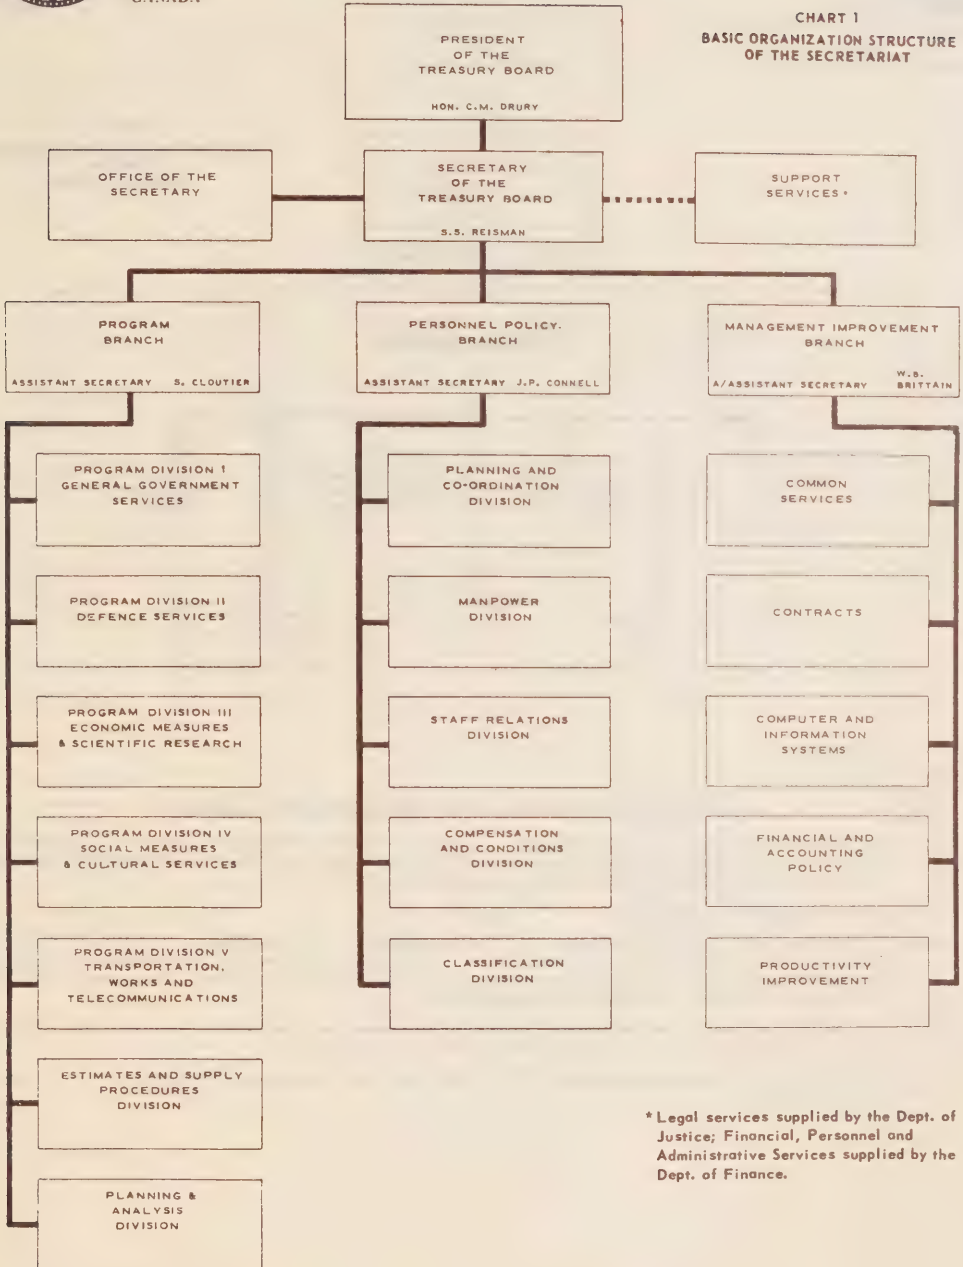 CANADA
CHART 1
BASIC ORGANIZATION STRUCTURE
OF THE SECRETARIAT
PRESIDENT
OF THE
TREASURY BOARD
HON. C.M. DRURY
OFFICE OF THE
SECRETARY
SECRETARY
OF THE
TREASURY BOARD
S.S. REISMAN
SUPPORT
SERVICES*
PROGRAM
BRANCH
ASSISTANT SECRETARY S. CLOUTIER
PERSONNEL POLICY.
BRANCH
ASSISTANT SECRETARY J.P. CONNELL
MANAGEMENT IMPROVEMENT
BRANCH
A/ASSISTANT SECRETARY W.B. BRITTAIN
PROGRAM DIVISION I
GENERAL GOVERNMENT
SERVICES
PROGRAM DIVISION II
DEFENCE SERVICES
PROGRAM DIVISION III
ECONOMIC MEASURES
& SCIENTIFIC RESEARCH
PROGRAM DIVISION IV
SOCIAL MEASURES
& CULTURAL SERVICES
PROGRAM DIVISION V
TRANSPORTATION,
WORKS AND
TELECOMMUNICATIONS
ESTIMATES AND SUPPLY
PROCEDURES
DIVISION
PLANNING &
ANALYSIS
DIVISION
PLANNING AND
CO-ORDINATION
DIVISION
MANPOWER
DIVISION
STAFF RELATIONS
DIVISION
COMPENSATION
AND CONDITIONS
DIVISION
CLASSIFICATION
DIVISION
COMMON
SERVICES
CONTRACTS
COMPUTER AND
INFORMATION
SYSTEMS
FINANCIAL AND
ACCOUNTING
POLICY
PRODUCTIVITY
IMPROVEMENT
* Legal services supplied by the Dept. of
Justice; Financial, Personnel and
Administrative Services supplied by the
Dept. of Finance.